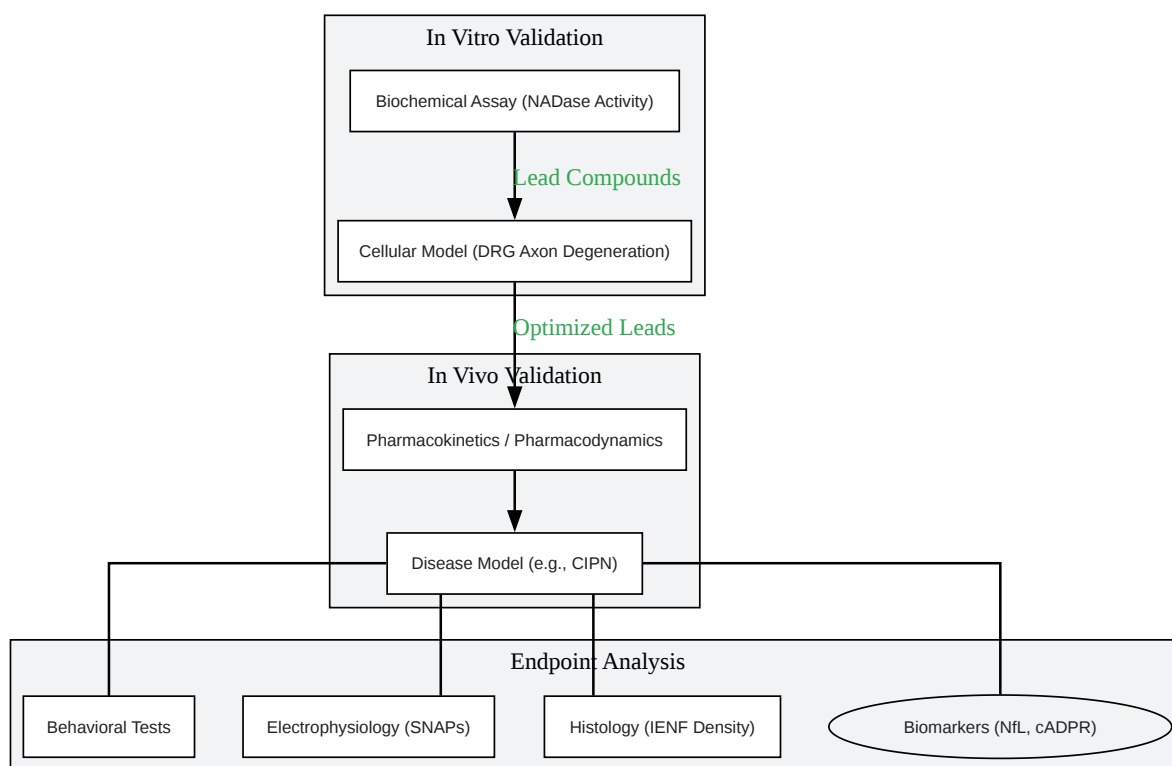 In Vitro Validation
Biochemical Assay (NADase Activity)
Lead Compounds
Cellular Model (DRG Axon Degeneration)
Optimized Leads
In Vivo Validation
Pharmacokinetics / Pharmacodynamics
Disease Model (e.g., CIPN)
Endpoint Analysis
Behavioral Tests
Electrophysiology (SNAPs)
Histology (IENF Density)
Biomarkers (NfL, cADPR)